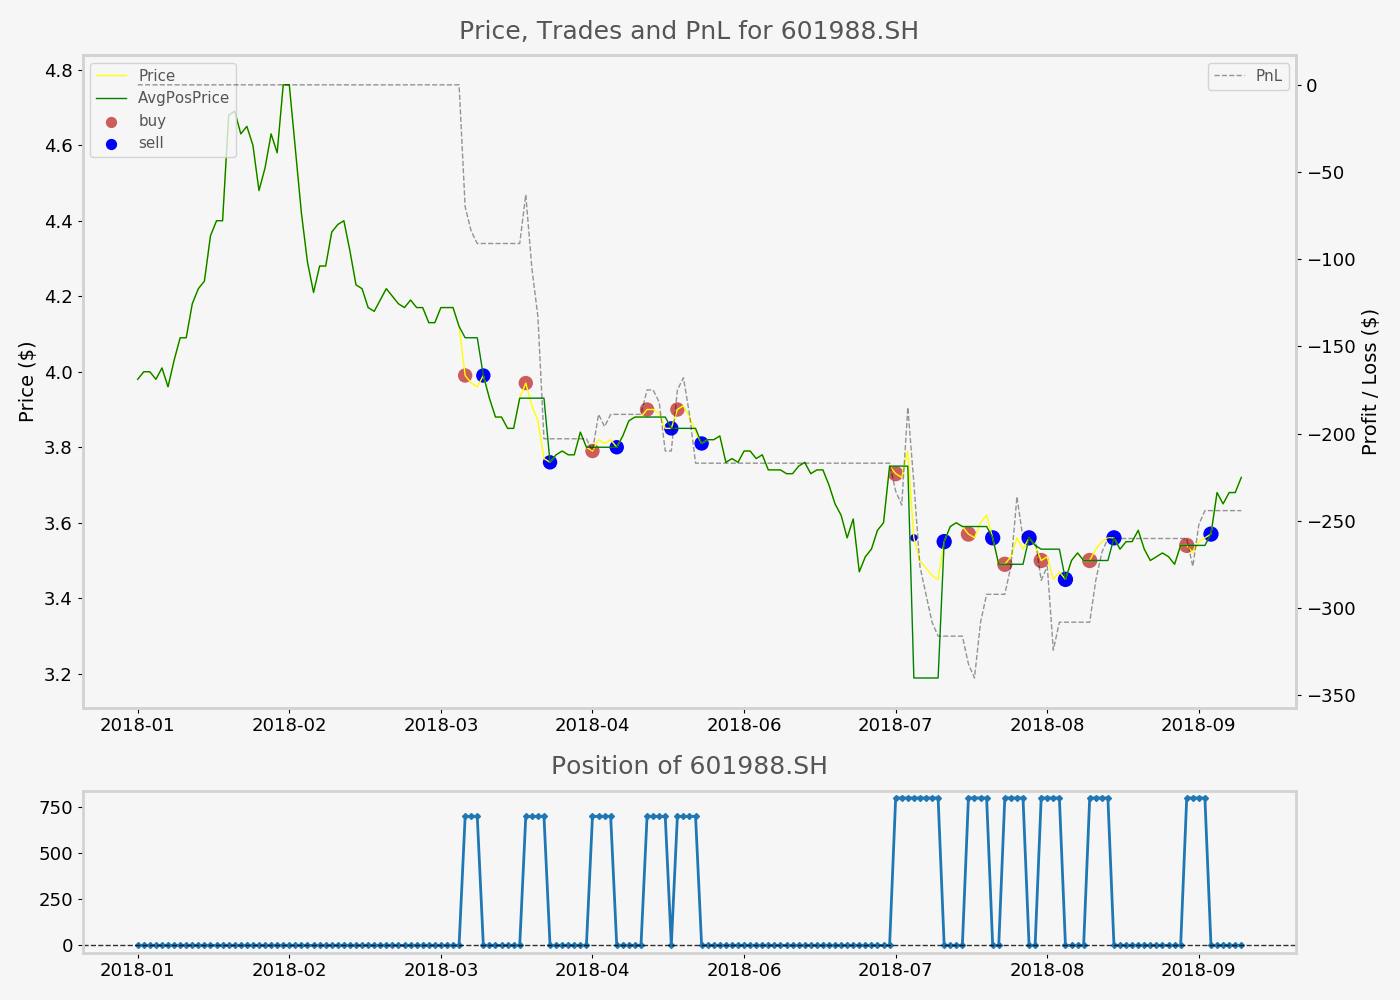 Price, Trades and PnL for 601988.SH
Price
AvgPosPrice
buy
sell
PnL
Price ($)
4.8
4.6
4.4
4.2
4.0
3.8
3.6
3.4
3.2
0
−50
−100
−150
−200
−250
−300
−350
Profit / Loss ($)
2018-01 2018-02 2018-03 2018-04 2018-06 2018-07 2018-08 2018-09
Position of 601988.SH
750
500
250
0
2018-01 2018-02 2018-03 2018-04 2018-06 2018-07 2018-08 2018-09